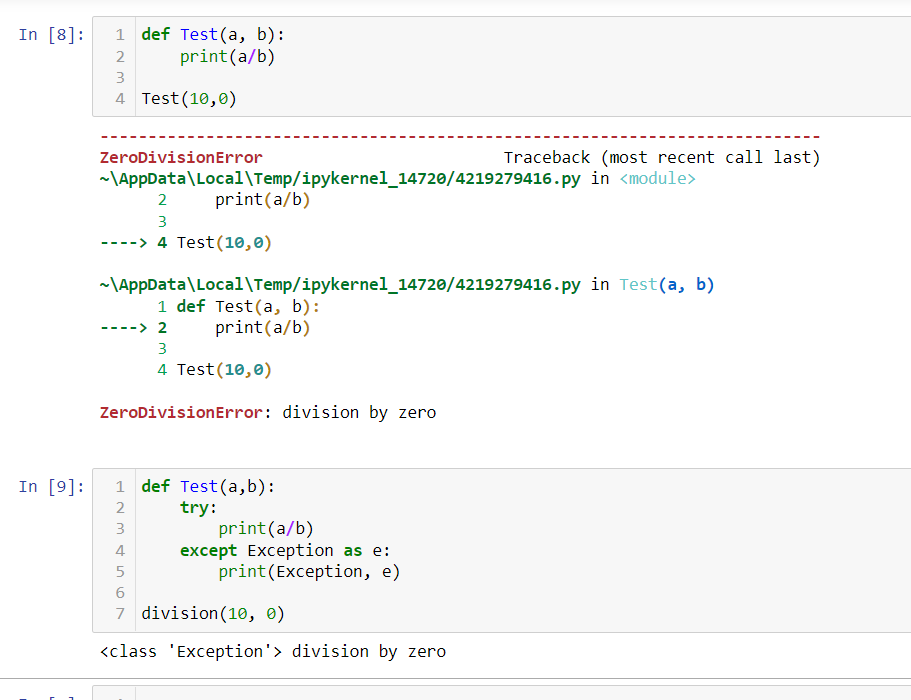 In [8]:
1 def Test(a, b):
2     print(a/b)
3
4 Test(10,0)
---------------------------------------------------------------------------
ZeroDivisionError                         Traceback (most recent call last)
~\AppData\Local\Temp/ipykernel_14720/4219279416.py in <module>
      2     print(a/b)
      3
----> 4 Test(10,0)

~\AppData\Local\Temp/ipykernel_14720/4219279416.py in Test(a, b)
      1 def Test(a, b):
----> 2     print(a/b)
      3
      4 Test(10,0)

ZeroDivisionError: division by zero
In [9]:
1 def Test(a,b):
2     try:
3         print(a/b)
4     except Exception as e:
5         print(Exception, e)
6
7 division(10, 0)
<class 'Exception'> division by zero